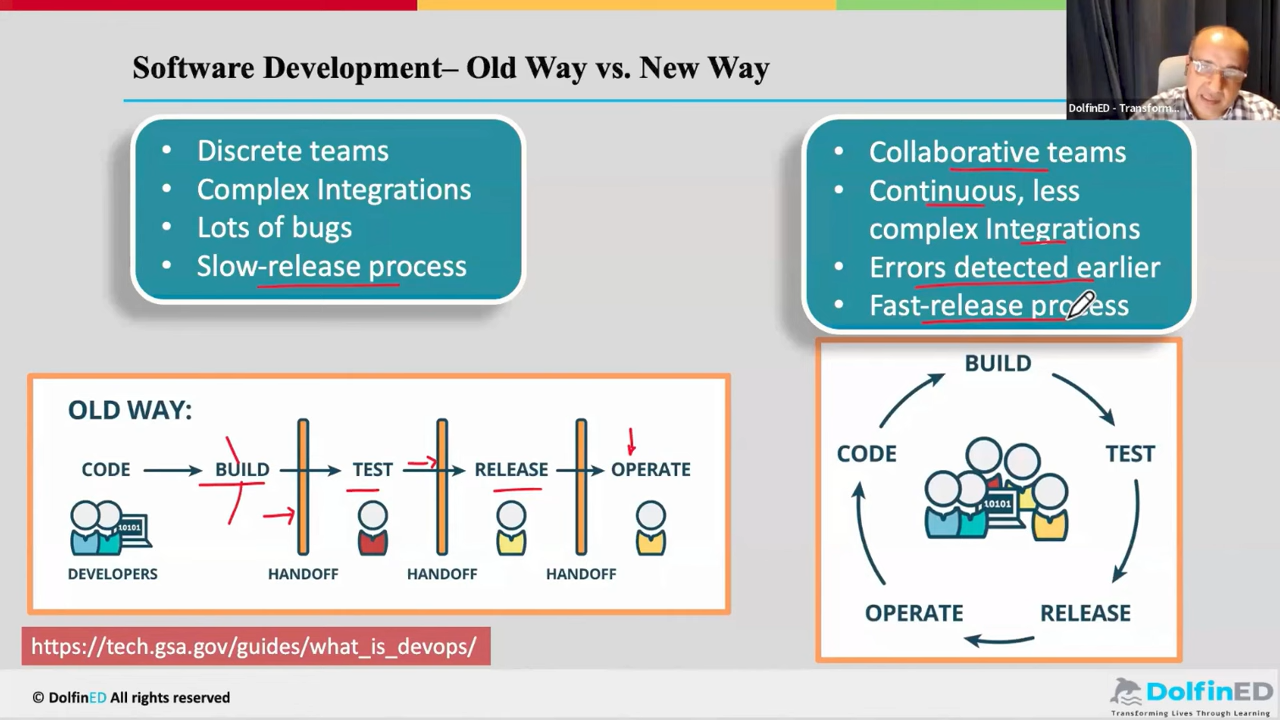 Software Development– Old Way vs. New Way
DolfinED - Transform...
• Discrete teams
• Complex Integrations
• Lots of bugs
• Slow-release process
• Collaborative teams
• Continuous, less
complex Integrations
• Errors detected earlier
• Fast-release process
OLD WAY:
CODE BUILD TEST RELEASE OPERATE
10101
DEVELOPERS HANDOFF HANDOFF HANDOFF
BUILD
CODE TEST
10101
OPERATE RELEASE
https://tech.gsa.gov/guides/what_is_devops/
© DolfinED All rights reserved
DolfinED
Transforming Lives Through Learning